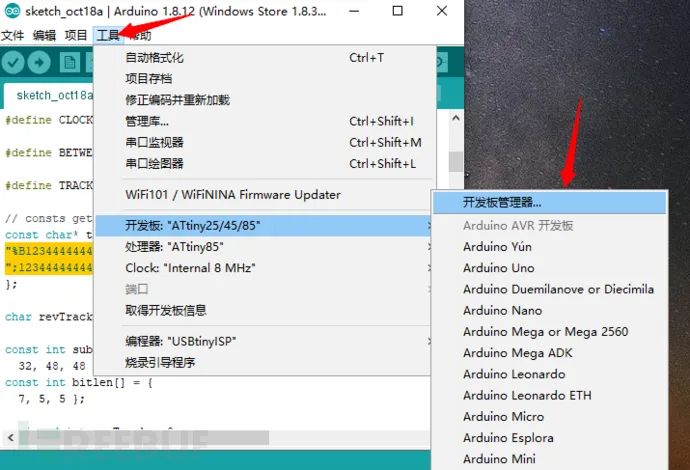 sketch_oct18a | Arduino 1.8.12 (Windows Store 1.8.3...
文件 编辑 项目 工具 帮助
sketch_oct18a
#define CLOCK
#define BETWE
#define TRACK
// consts get
const char* t
"%B1234444444
";12344444444
};
char revTrack
const int sub
32, 48, 48
const int bitlen[] = {
7, 5, 5 };
自动格式化 Ctrl+T
项目存档
修正编码并重新加载
管理库... Ctrl+Shift+I
串口监视器 Ctrl+Shift+M
串口绘图器 Ctrl+Shift+L
WiFi101 / WiFiNINA Firmware Updater
开发板: "ATtiny25/45/85"
处理器: "ATtiny85"
Clock: "Internal 8 MHz"
端口
取得开发板信息
编程器: "USBtinyISP"
烧录引导程序
开发板管理器...
Arduino AVR 开发板
Arduino Yún
Arduino Uno
Arduino Duemilanove or Diecimila
Arduino Nano
Arduino Mega or Mega 2560
Arduino Mega ADK
Arduino Leonardo
Arduino Leonardo ETH
Arduino Micro
Arduino Esplora
Arduino Mini